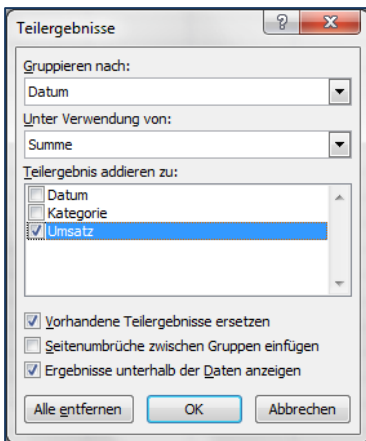 Teilergebnisse
Gruppieren nach:
Datum
Unter Verwendung von:
Summe
Teilergebnis addieren zu:
Datum
Kategorie
Umsatz
Vorhandene Teilergebnisse ersetzen
Seitenumbrüche zwischen Gruppen einfügen
Ergebnisse unterhalb der Daten anzeigen
Alle entfernen OK Abbrechen